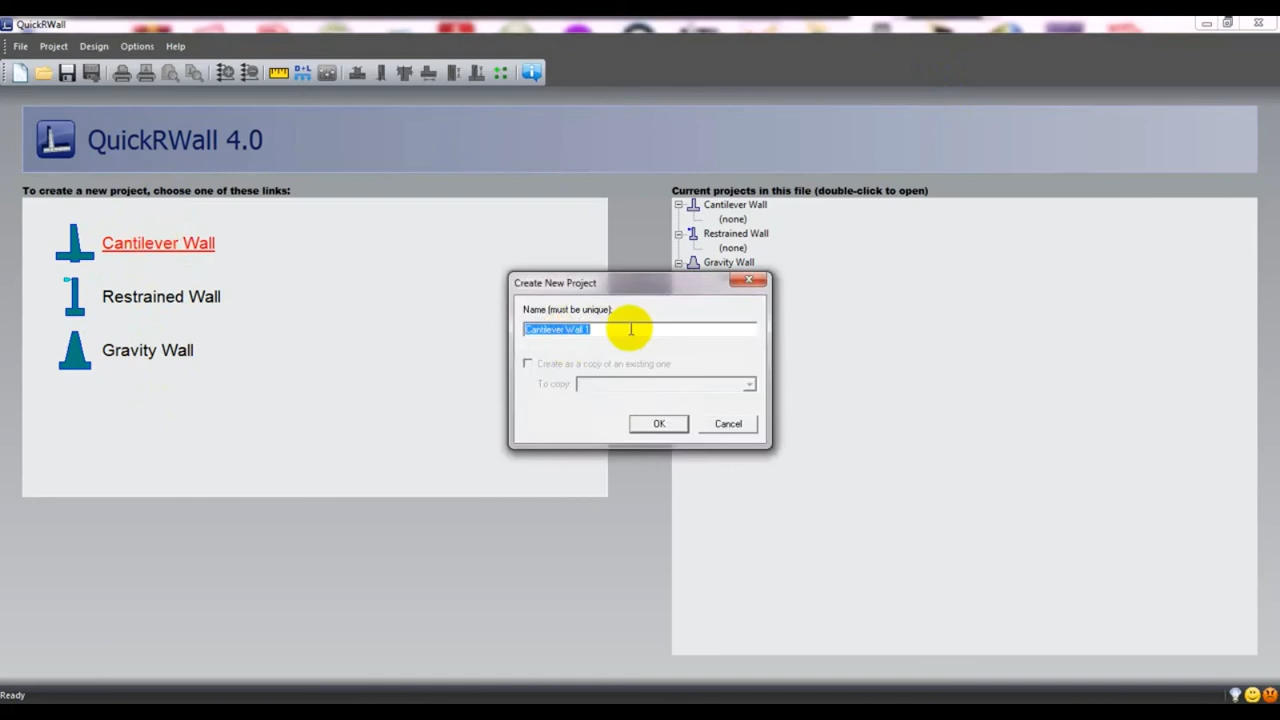 QuickRWall
File Project Design Options Help
D+L
QuickRWall 4.0
To create a new project, choose one of these links:
Cantilever Wall
Restrained Wall
Gravity Wall
Current projects in this file (double-click to open)
Cantilever Wall
(none)
Restrained Wall
(none)
Gravity Wall
Create New Project
Name (must be unique):
Cantilever Wall 1
Create as a copy of an existing one
To copy:
OK Cancel
Ready